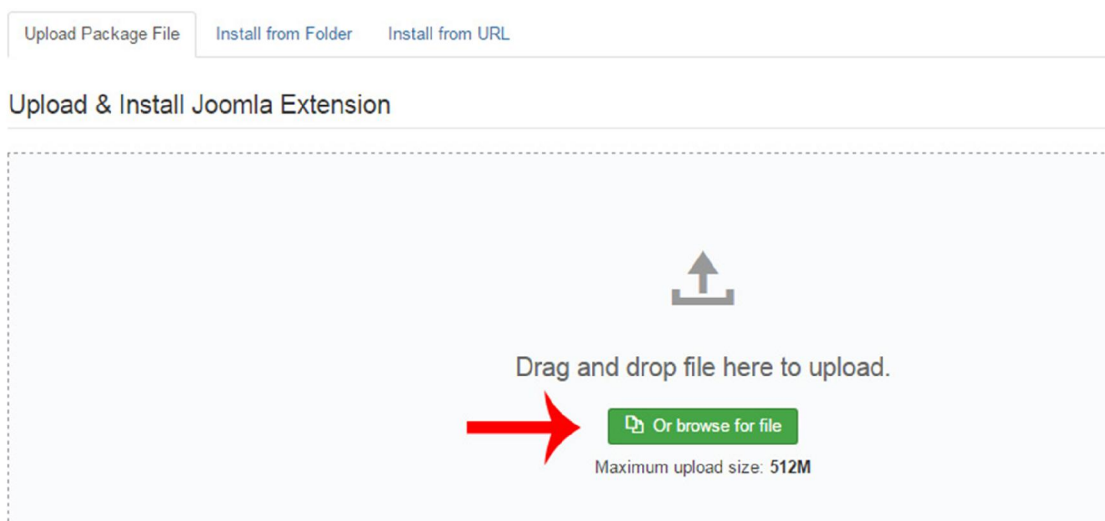 Upload Package File Install from Folder Install from URL
Upload & Install Joomla Extension
Drag and drop file here to upload.
Or browse for file
Maximum upload size: 512M